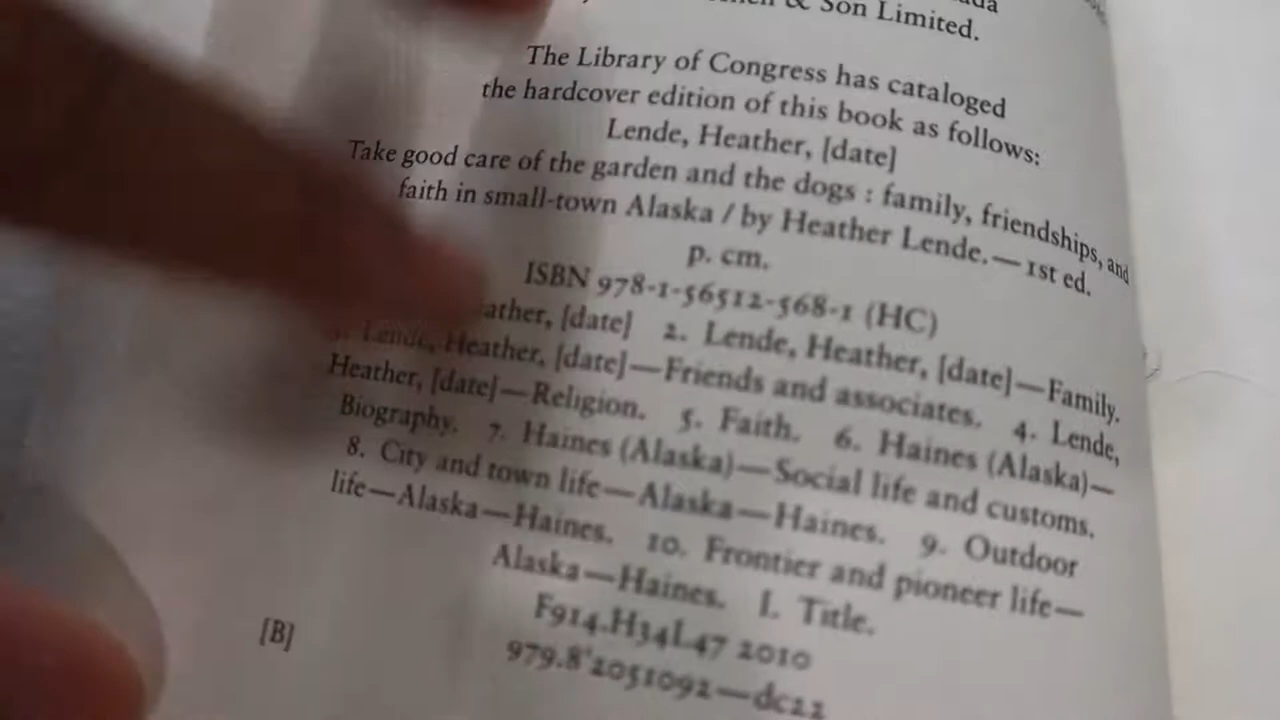 & Son Limited.
The Library of Congress has cataloged
the hardcover edition of this book as follows:
Lende, Heather, [date]
Take good care of the garden and the dogs : family, friendships, and
faith in small-town Alaska / by Heather Lende.—1st ed.
p. cm.
ISBN 978-1-56512-568-1 (HC)
ather, [date] 2. Lende, Heather, [date]—Family.
3. Lende, Heather, [date]—Friends and associates. 4. Lende,
Heather, [date]—Religion. 5. Faith. 6. Haines (Alaska)—
Biography. 7. Haines (Alaska)—Social life and customs.
8. City and town life—Alaska—Haines. 9. Outdoor
life—Alaska—Haines. 10. Frontier and pioneer life—
Alaska—Haines. I. Title.
F914.H34L47 2010
979.8'2051092—dc22
[B]